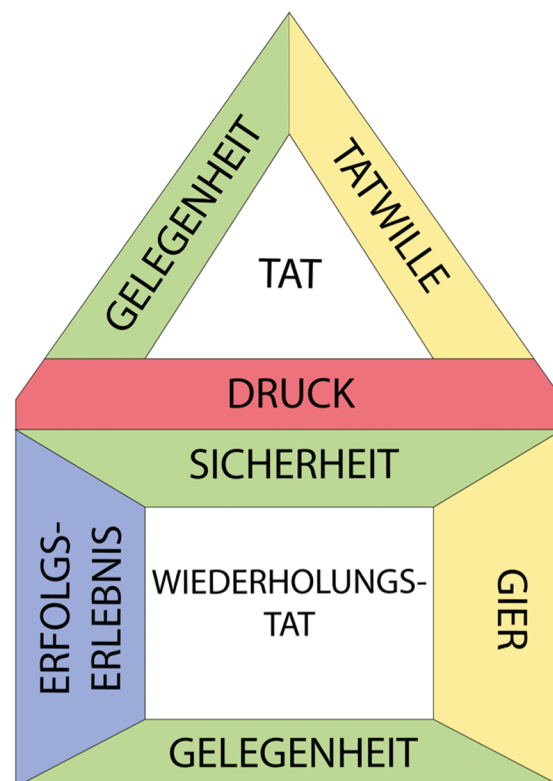 GELEGENHEIT
TATWILLE
TAT
DRUCK
SICHERHEIT
ERFOLGS-
ERLEBNIS
WIEDERHOLUNGS-
TAT
GIER
GELEGENHEIT